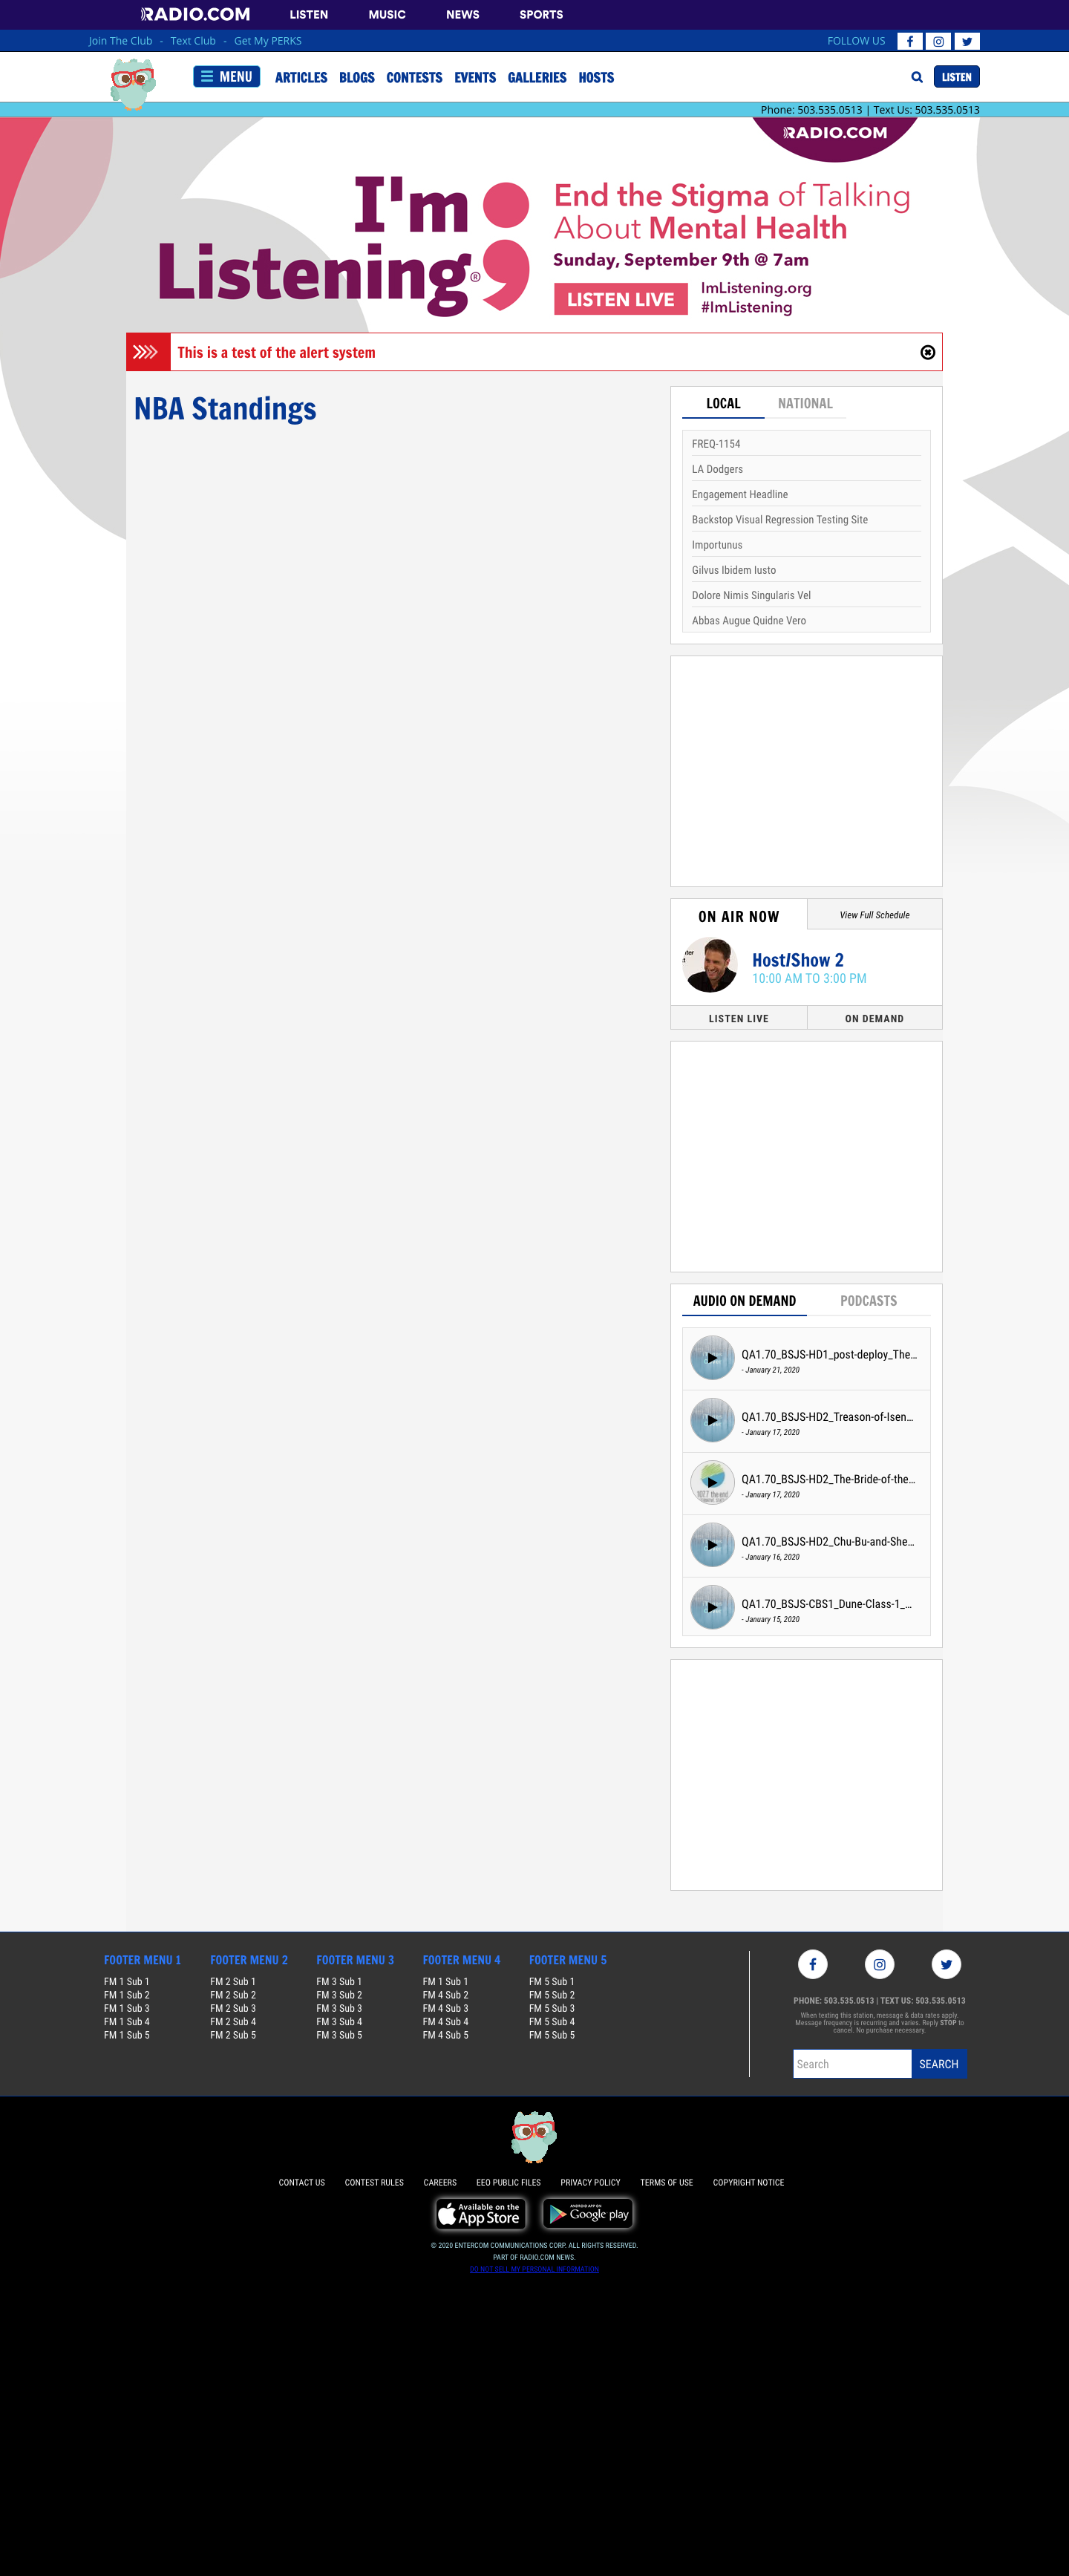 RADIO.COM LISTEN MUSIC NEWS SPORTS
Join The Club - Text Club - Get My PERKS FOLLOW US
MENU ARTICLES BLOGS CONTESTS EVENTS GALLERIES HOSTS LISTEN
Phone: 503.535.0513 | Text Us: 503.535.0513
RADIO.COM
I'm
Listening®
End the Stigma of Talking
About Mental Health
Sunday, September 9th @ 7am
LISTEN LIVE
ImListening.org
#ImListening
This is a test of the alert system
NBA Standings
LOCAL NATIONAL
FREQ-1154
LA Dodgers
Engagement Headline
Backstop Visual Regression Testing Site
Importunus
Gilvus Ibidem Iusto
Dolore Nimis Singularis Vel
Abbas Augue Quidne Vero
ON AIR NOW View Full Schedule
Host/Show 2
10:00 AM TO 3:00 PM
LISTEN LIVE ON DEMAND
AUDIO ON DEMAND PODCASTS
QA1.70_BSJS-HD1_post-deploy_The...
- January 21, 2020
QA1.70_BSJS-HD2_Treason-of-Isen...
- January 17, 2020
QA1.70_BSJS-HD2_The-Bride-of-the...
- January 17, 2020
QA1.70_BSJS-HD2_Chu-Bu-and-She...
- January 16, 2020
QA1.70_BSJS-CBS1_Dune-Class-1_...
- January 15, 2020
FOOTER MENU 1 FOOTER MENU 2 FOOTER MENU 3 FOOTER MENU 4 FOOTER MENU 5
FM 1 Sub 1 FM 2 Sub 1 FM 3 Sub 1 FM 1 Sub 1 FM 5 Sub 1
FM 1 Sub 2 FM 2 Sub 2 FM 3 Sub 2 FM 4 Sub 2 FM 5 Sub 2
FM 1 Sub 3 FM 2 Sub 3 FM 3 Sub 3 FM 4 Sub 3 FM 5 Sub 3
FM 1 Sub 4 FM 2 Sub 4 FM 3 Sub 4 FM 4 Sub 4 FM 5 Sub 4
FM 1 Sub 5 FM 2 Sub 5 FM 3 Sub 5 FM 4 Sub 5 FM 5 Sub 5
PHONE: 503.535.0513 | TEXT US: 503.535.0513
When texting this station, message & data rates apply.
Message frequency is recurring and varies. Reply STOP to
cancel. No purchase necessary.
Search SEARCH
CONTACT US CONTEST RULES CAREERS EEO PUBLIC FILES PRIVACY POLICY TERMS OF USE COPYRIGHT NOTICE
Available on the
App Store
ANDROID APP ON
Google play
© 2020 ENTERCOM COMMUNICATIONS CORP. ALL RIGHTS RESERVED.
PART OF RADIO.COM NEWS.
DO NOT SELL MY PERSONAL INFORMATION